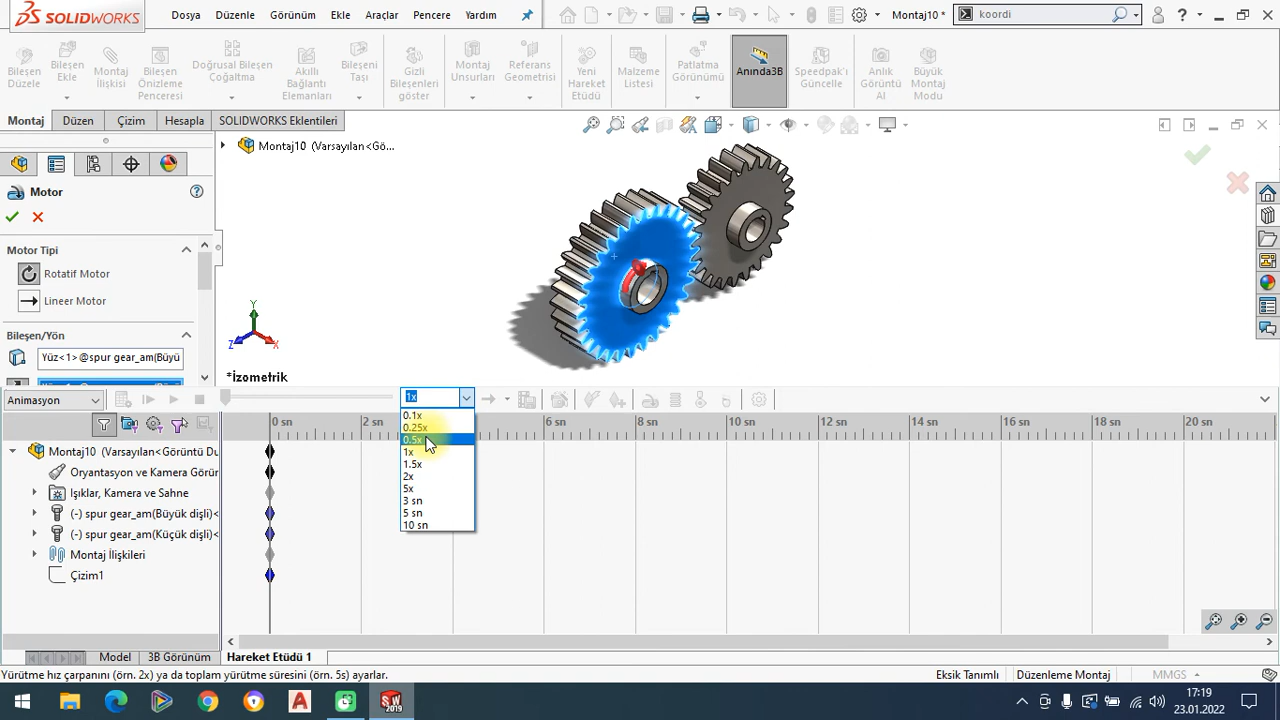 SOLIDWORKS Dosya Düzenle Görünüm Ekle Araçlar Pencere Yardım Montaj10 * koordi ?
Bileşen Düzele
Bileşen Ekle
Montaj İlişkisi
Bileşen Önizleme Penceresi
Doğrusal Bileşen Çoğaltma
Akıllı Bağlantı Elemanları
Bileşeni Taşı
Gizli Bileşenleri göster
Montaj Unsurları
Referans Geometrisi
Yeni Hareket Etüdü
Malzeme Listesi
Patlatma Görünümü
Anında3B
Speedpak'ı Güncelle
Anlık Görüntü Al
Büyük Montaj Modu
Montaj Düzen Çizim Hesapla SOLIDWORKS Eklentileri
Montaj10 (Varsayılan<Gö...
Motor
Motor Tipi
Rotatif Motor
Lineer Motor
Bileşen/Yön
Yüz<1>@spur gear_am(Büyü
Y
Z
X
*İzometrik
Animasyon 1x
0.1x
0.25x
0.5x
1x
1.5x
2x
5x
3 sn
5 sn
10 sn
0 sn 2 sn 6 sn 8 sn 10 sn 12 sn 14 sn 16 sn 18 sn 20 sn
Montaj10 (Varsayılan<Görüntü Du
Oryantasyon ve Kamera Görür
Işıklar, Kamera ve Sahne
(-) spur gear_am(Büyük dişli)<
(-) spur gear_am(Küçük dişli)<
Montaj İlişkileri
Çizim1
Model 3B Görünüm Hareket Etüdü 1
Yürütme hız çarpanını (örn. 2x) ya da toplam yürütme süresini (örn. 5s) ayarlar. Eksik Tanımlı Düzenleme Montaj MMGS
17:19
23.01.2022